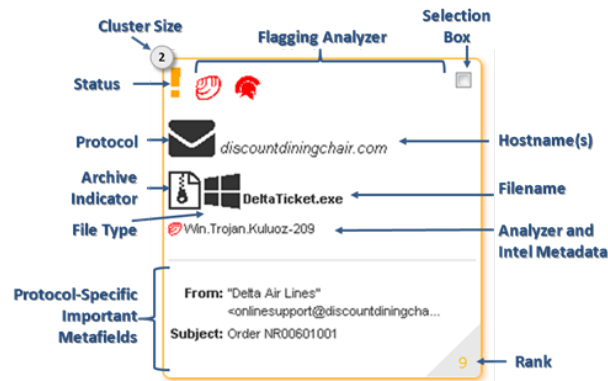 Cluster Size
Flagging Analyzer
Selection
Box
2
Status
Protocol
discountdiningchair.com
Hostname(s)
Archive
Indicator
DeltaTicket.exe
Filename
File Type
Win.Trojan.Kuluoz-209
Analyzer and
Intel Metadata
Protocol-Specific
Important
Metafields
From: "Delta Air Lines"
<onlinesupport@discountdiningcha...
Subject: Order NR00601001
9
Rank